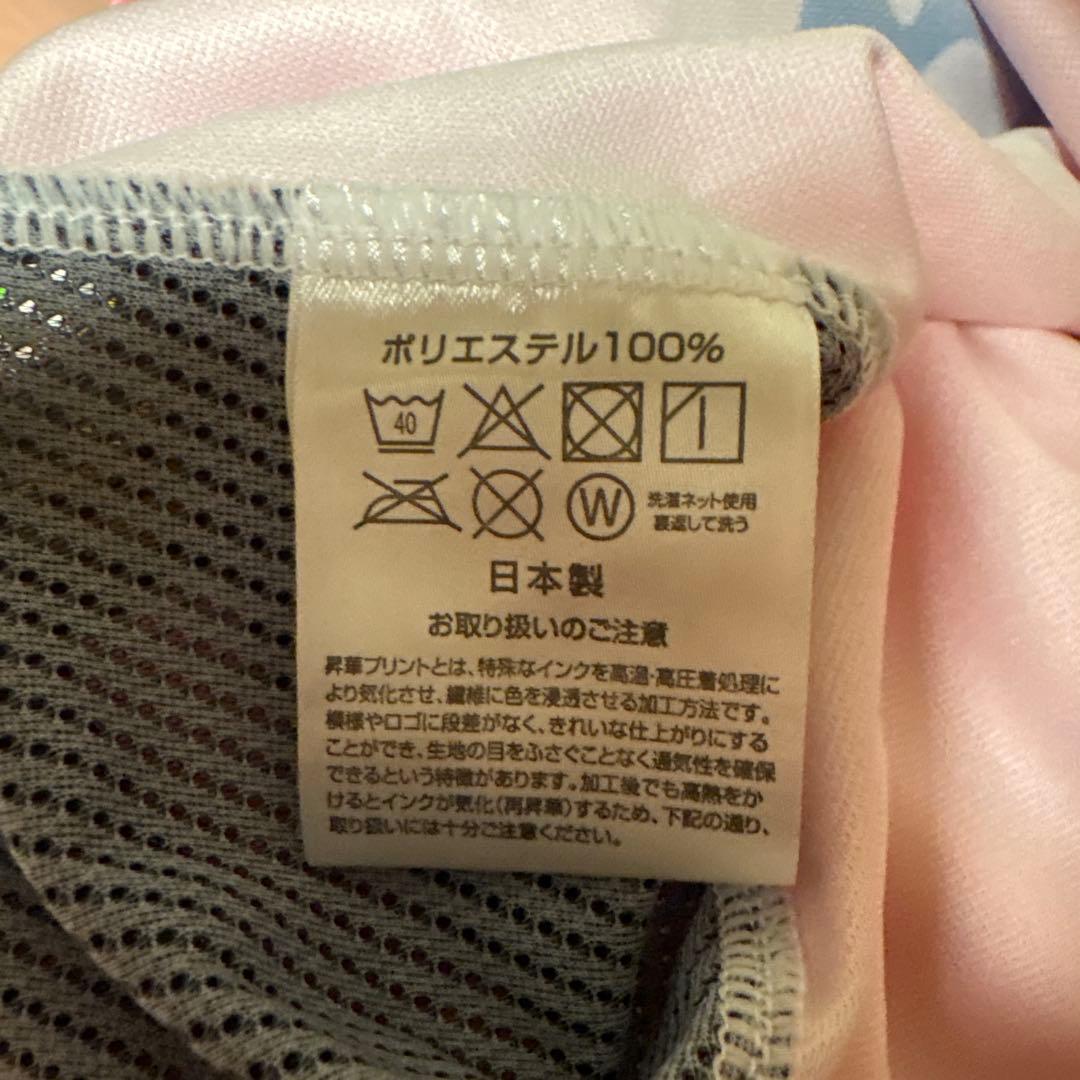 ポリエステル100%
40
W
洗濯ネット使用
裏返して洗う
日本製
お取り扱いのご注意
昇華プリントとは、特殊なインクを高温・高圧着処理に
より気化させ、繊維に色を浸透させる加工方法です。
模様やロゴに段差がなく、きれいな仕上がりにする
ことができ、生地の目をふさぐことなく通気性を確保
できるという特徴があります。加工後でも高熱をか
けるとインクが気化(再昇華)するため、下記の通り、
取り扱いには十分ご注意ください。